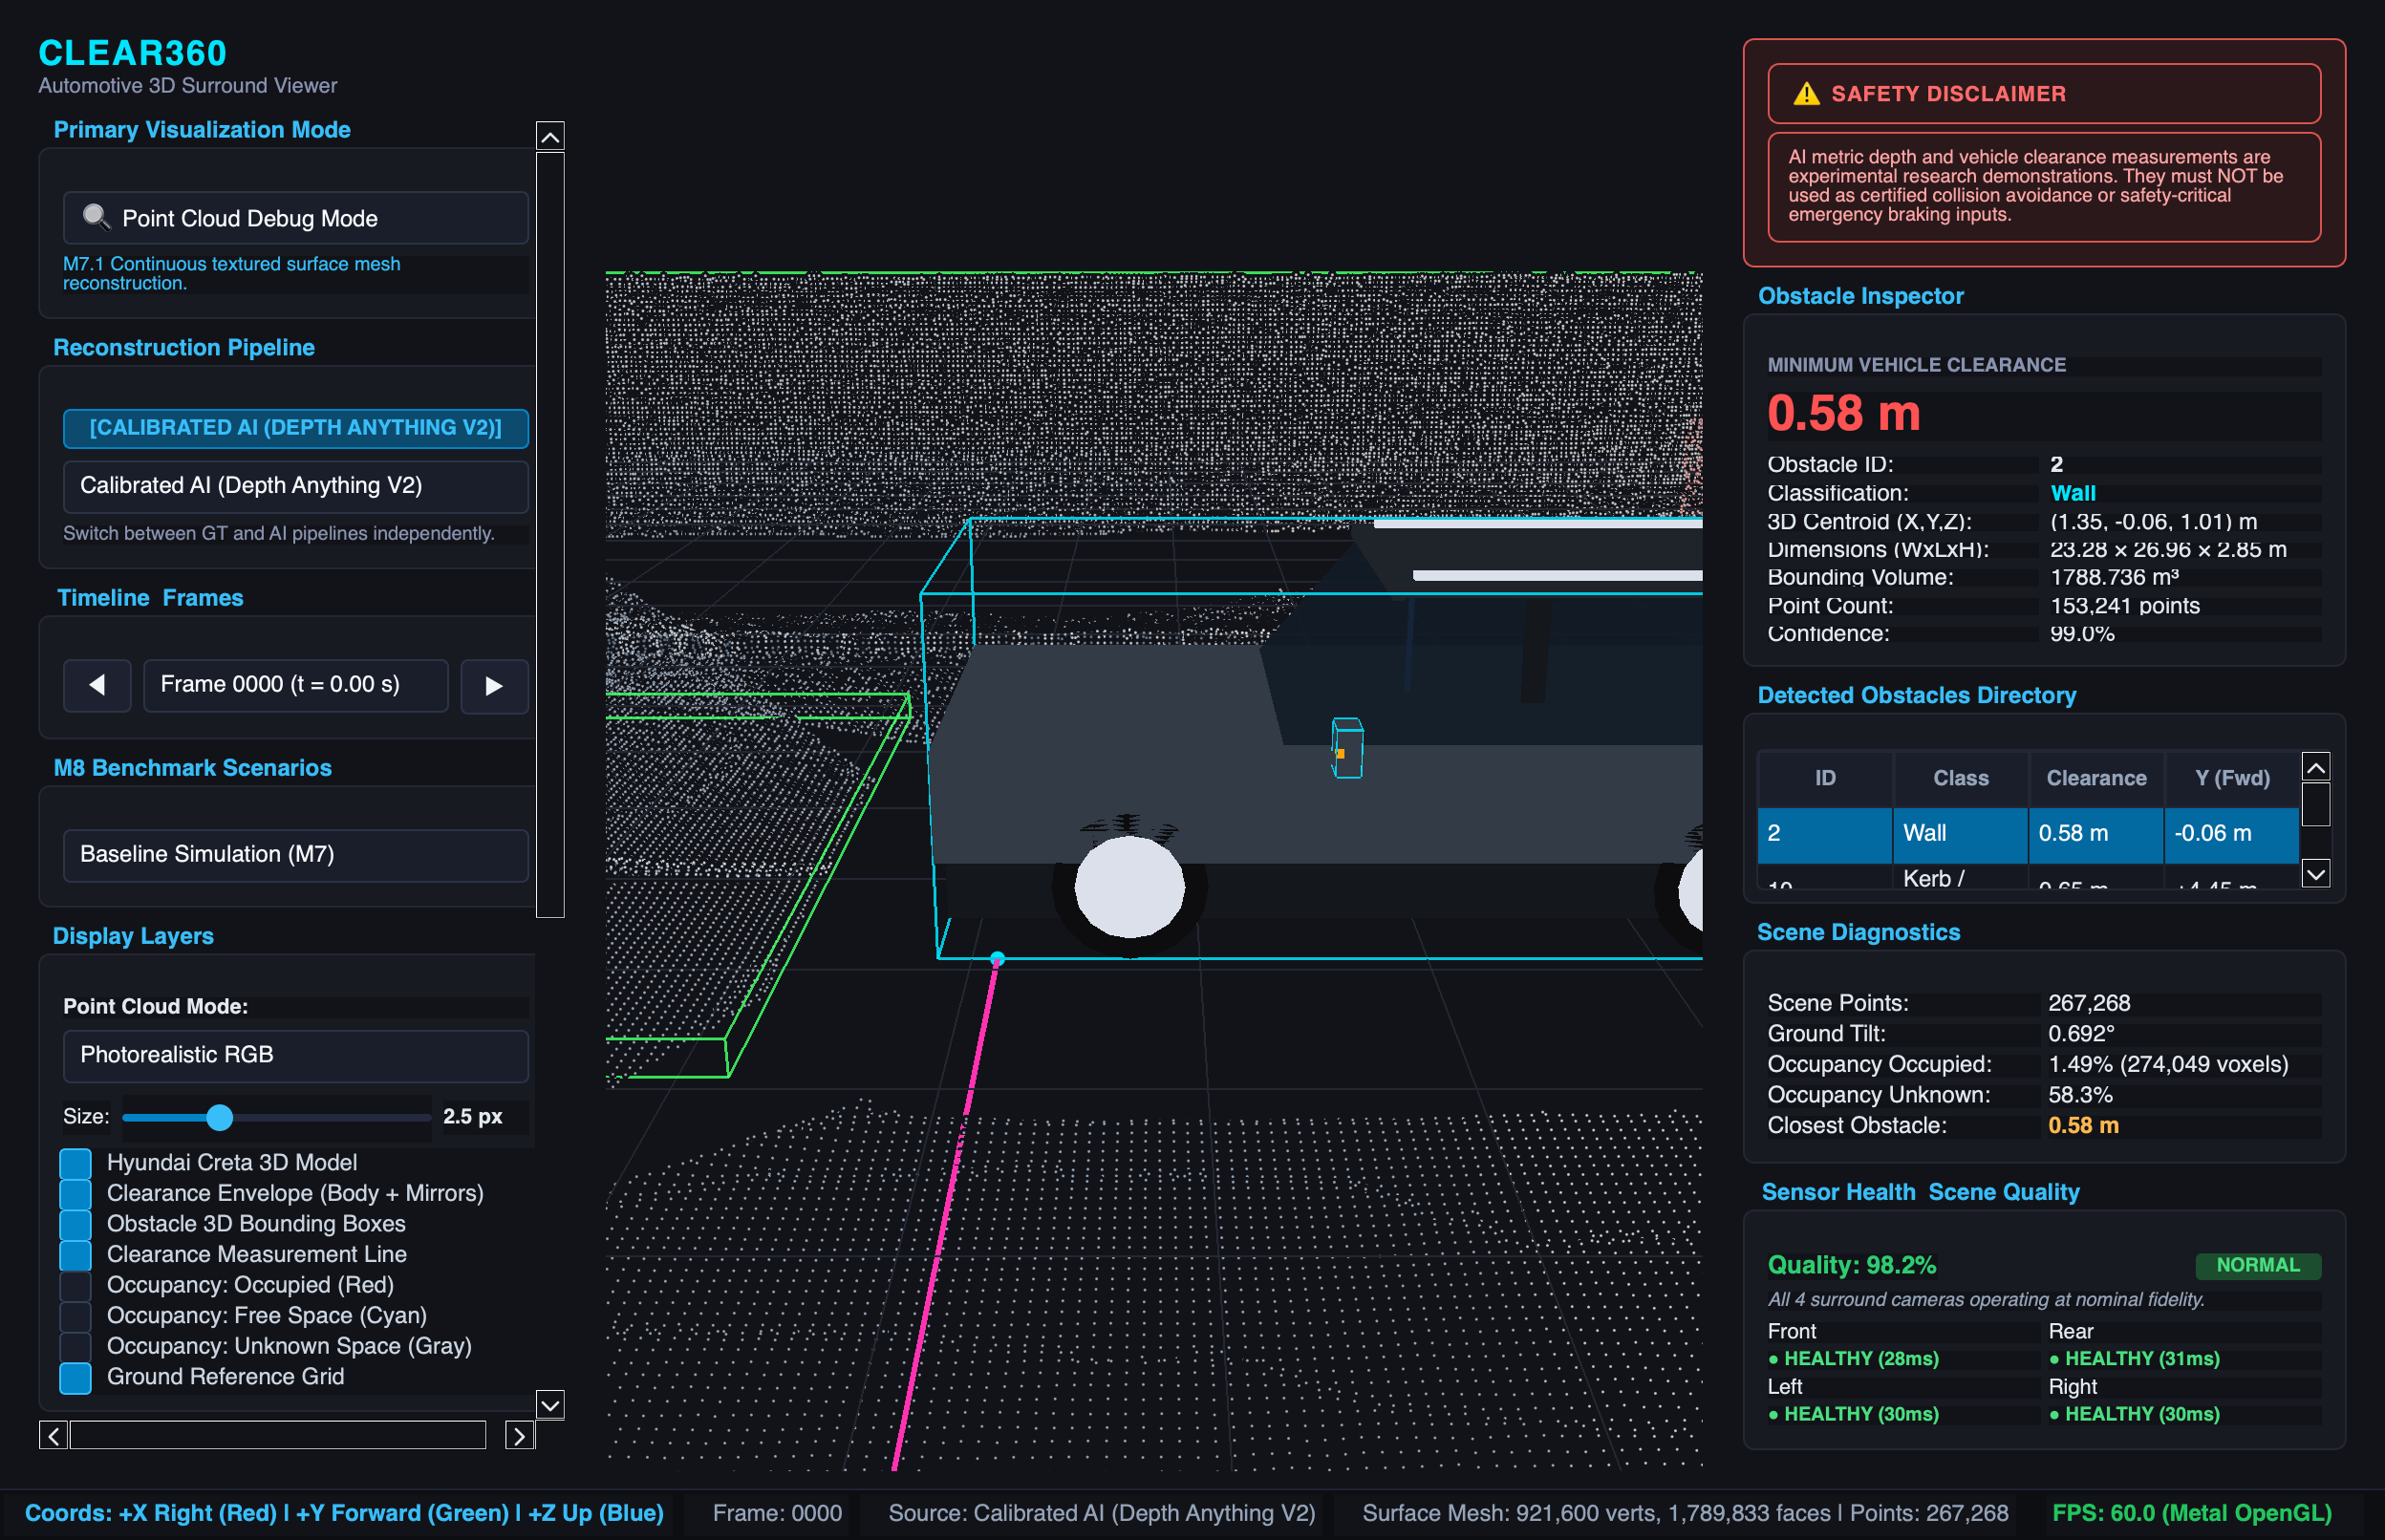 CLEAR360
Automotive 3D Surround Viewer
Primary Visualization Mode
Point Cloud Debug Mode
M7.1 Continuous textured surface mesh
reconstruction.
Reconstruction Pipeline
[CALIBRATED AI (DEPTH ANYTHING V2)]
Calibrated AI (Depth Anything V2)
Switch between GT and AI pipelines independently.
Timeline  Frames
Frame 0000 (t = 0.00 s)
M8 Benchmark Scenarios
Baseline Simulation (M7)
Display Layers
Point Cloud Mode:
Photorealistic RGB
Size: 2.5 px
Hyundai Creta 3D Model
Clearance Envelope (Body + Mirrors)
Obstacle 3D Bounding Boxes
Clearance Measurement Line
Occupancy: Occupied (Red)
Occupancy: Free Space (Cyan)
Occupancy: Unknown Space (Gray)
Ground Reference Grid
SAFETY DISCLAIMER
AI metric depth and vehicle clearance measurements are
experimental research demonstrations. They must NOT be
used as certified collision avoidance or safety-critical
emergency braking inputs.
Obstacle Inspector
MINIMUM VEHICLE CLEARANCE
0.58 m
Obstacle ID: 2
Classification: Wall
3D Centroid (X,Y,Z): (1.35, -0.06, 1.01) m
Dimensions (WxLxH): 23.28 × 26.96 × 2.85 m
Bounding Volume: 1788.736 m³
Point Count: 153,241 points
Confidence: 99.0%
Detected Obstacles Directory
ID Class Clearance Y (Fwd)
2 Wall 0.58 m -0.06 m
10 Kerb / 0.65 m +4.45 m
Scene Diagnostics
Scene Points: 267,268
Ground Tilt: 0.692°
Occupancy Occupied: 1.49% (274,049 voxels)
Occupancy Unknown: 58.3%
Closest Obstacle: 0.58 m
Sensor Health  Scene Quality
Quality: 98.2% NORMAL
All 4 surround cameras operating at nominal fidelity.
Front Rear
● HEALTHY (28ms) ● HEALTHY (31ms)
Left Right
● HEALTHY (30ms) ● HEALTHY (30ms)
Coords: +X Right (Red) | +Y Forward (Green) | +Z Up (Blue) Frame: 0000 Source: Calibrated AI (Depth Anything V2) Surface Mesh: 921,600 verts, 1,789,833 faces | Points: 267,268 FPS: 60.0 (Metal OpenGL)